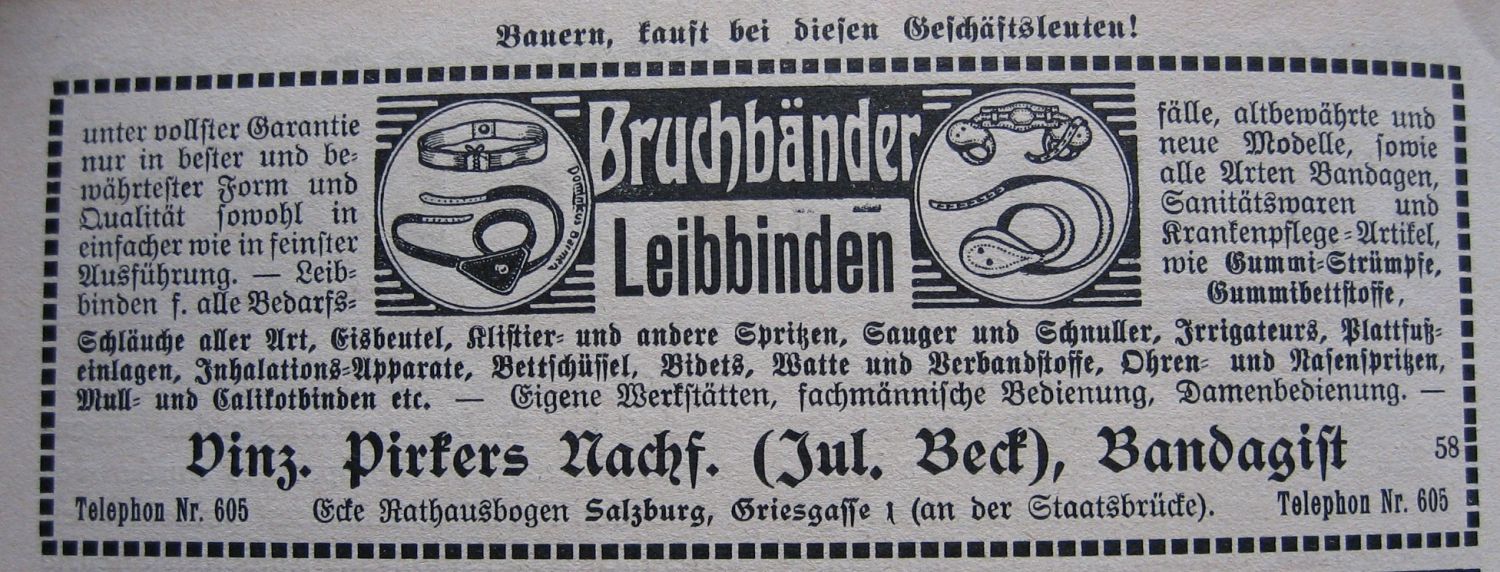 Bauern, kauft bei diesen Geschäftsleuten!
Bruchbänder
Leibbinden
unter vollster Garantie
nur in bester und be-
währtester Form und
Qualität sowohl in
einfacher wie in feinster
Ausführung. — Leib-
binden f. alle Bedarfs-
fälle, altbewährte und
neue Modelle, sowie
alle Arten Bandagen,
Sanitätswaren und
Krankenpflege-Artikel,
wie Gummi-Strümpfe,
Gummibettstoffe,
Schläuche aller Art, Eisbeutel, Klistier- und andere Spritzen, Sauger und Schnuller, Irrigateurs, Plattfuß-
einlagen, Inhalations-Apparate, Bettschüssel, Bidets, Watte und Verbandstoffe, Ohren- und Nasenspritzen,
Mull- und Calikotbinden etc. — Eigene Werkstätten, fachmännische Bedienung, Damenbedienung. —
Vinz. Pirkers Nachf. (Jul. Beck), Bandagist 58
Telephon Nr. 605 Ecke Rathausbogen Salzburg, Griesgasse 1 (an der Staatsbrücke). Telephon Nr. 605